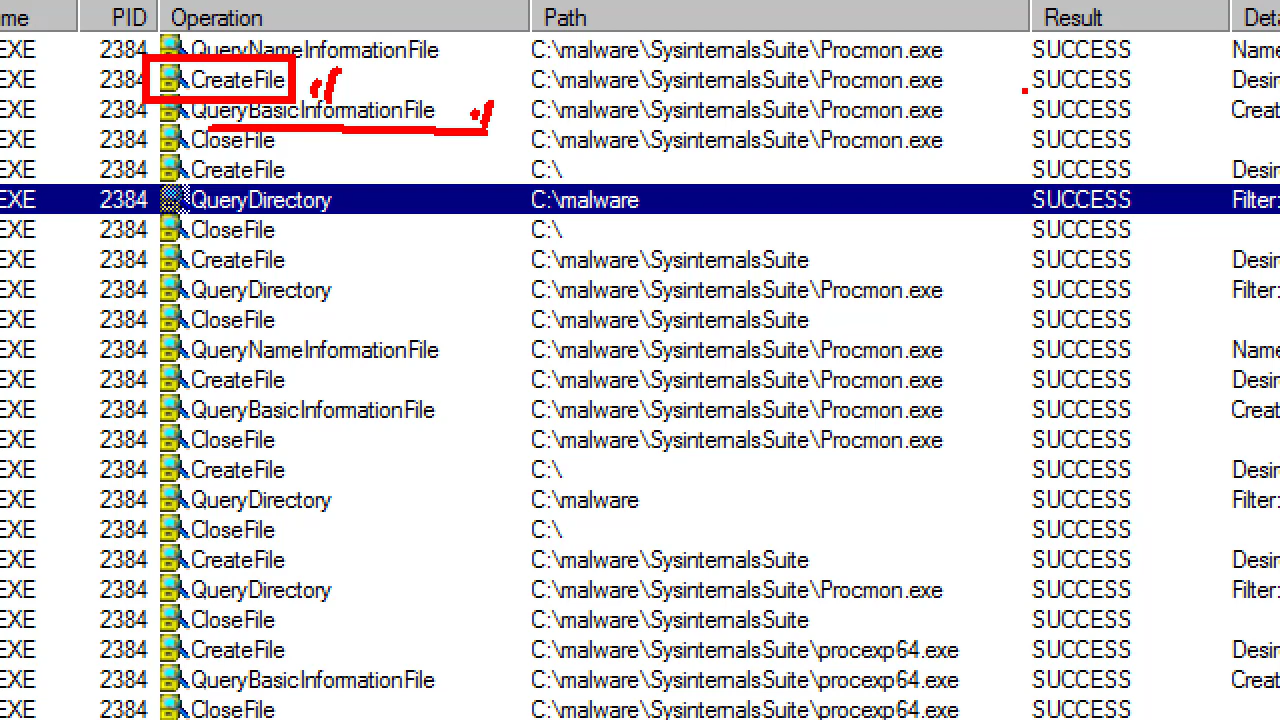 me PID Operation Path Result Deta
EXE 2384 QueryNameInformationFile C:\malware\SysinternalsSuite\Procmon.exe SUCCESS Name
EXE 2384 CreateFile C:\malware\SysinternalsSuite\Procmon.exe SUCCESS Desir
EXE 2384 QueryBasicInformationFile C:\malware\SysinternalsSuite\Procmon.exe SUCCESS Creat
EXE 2384 CloseFile C:\malware\SysinternalsSuite\Procmon.exe SUCCESS
EXE 2384 CreateFile C:\ SUCCESS Desir
EXE 2384 QueryDirectory C:\malware SUCCESS Filter:
EXE 2384 CloseFile C:\ SUCCESS
EXE 2384 CreateFile C:\malware\SysinternalsSuite SUCCESS Desir
EXE 2384 QueryDirectory C:\malware\SysinternalsSuite\Procmon.exe SUCCESS Filter:
EXE 2384 CloseFile C:\malware\SysinternalsSuite SUCCESS
EXE 2384 QueryNameInformationFile C:\malware\SysinternalsSuite\Procmon.exe SUCCESS Name
EXE 2384 CreateFile C:\malware\SysinternalsSuite\Procmon.exe SUCCESS Desir
EXE 2384 QueryBasicInformationFile C:\malware\SysinternalsSuite\Procmon.exe SUCCESS Creat
EXE 2384 CloseFile C:\malware\SysinternalsSuite\Procmon.exe SUCCESS
EXE 2384 CreateFile C:\ SUCCESS Desir
EXE 2384 QueryDirectory C:\malware SUCCESS Filter:
EXE 2384 CloseFile C:\ SUCCESS
EXE 2384 CreateFile C:\malware\SysinternalsSuite SUCCESS Desir
EXE 2384 QueryDirectory C:\malware\SysinternalsSuite\Procmon.exe SUCCESS Filter:
EXE 2384 CloseFile C:\malware\SysinternalsSuite SUCCESS
EXE 2384 CreateFile C:\malware\SysinternalsSuite\procexp64.exe SUCCESS Desir
EXE 2384 QueryBasicInformationFile C:\malware\SysinternalsSuite\procexp64.exe SUCCESS Creat
EXE 2384 CloseFile C:\malware\SysinternalsSuite\procexp64.exe SUCCESS